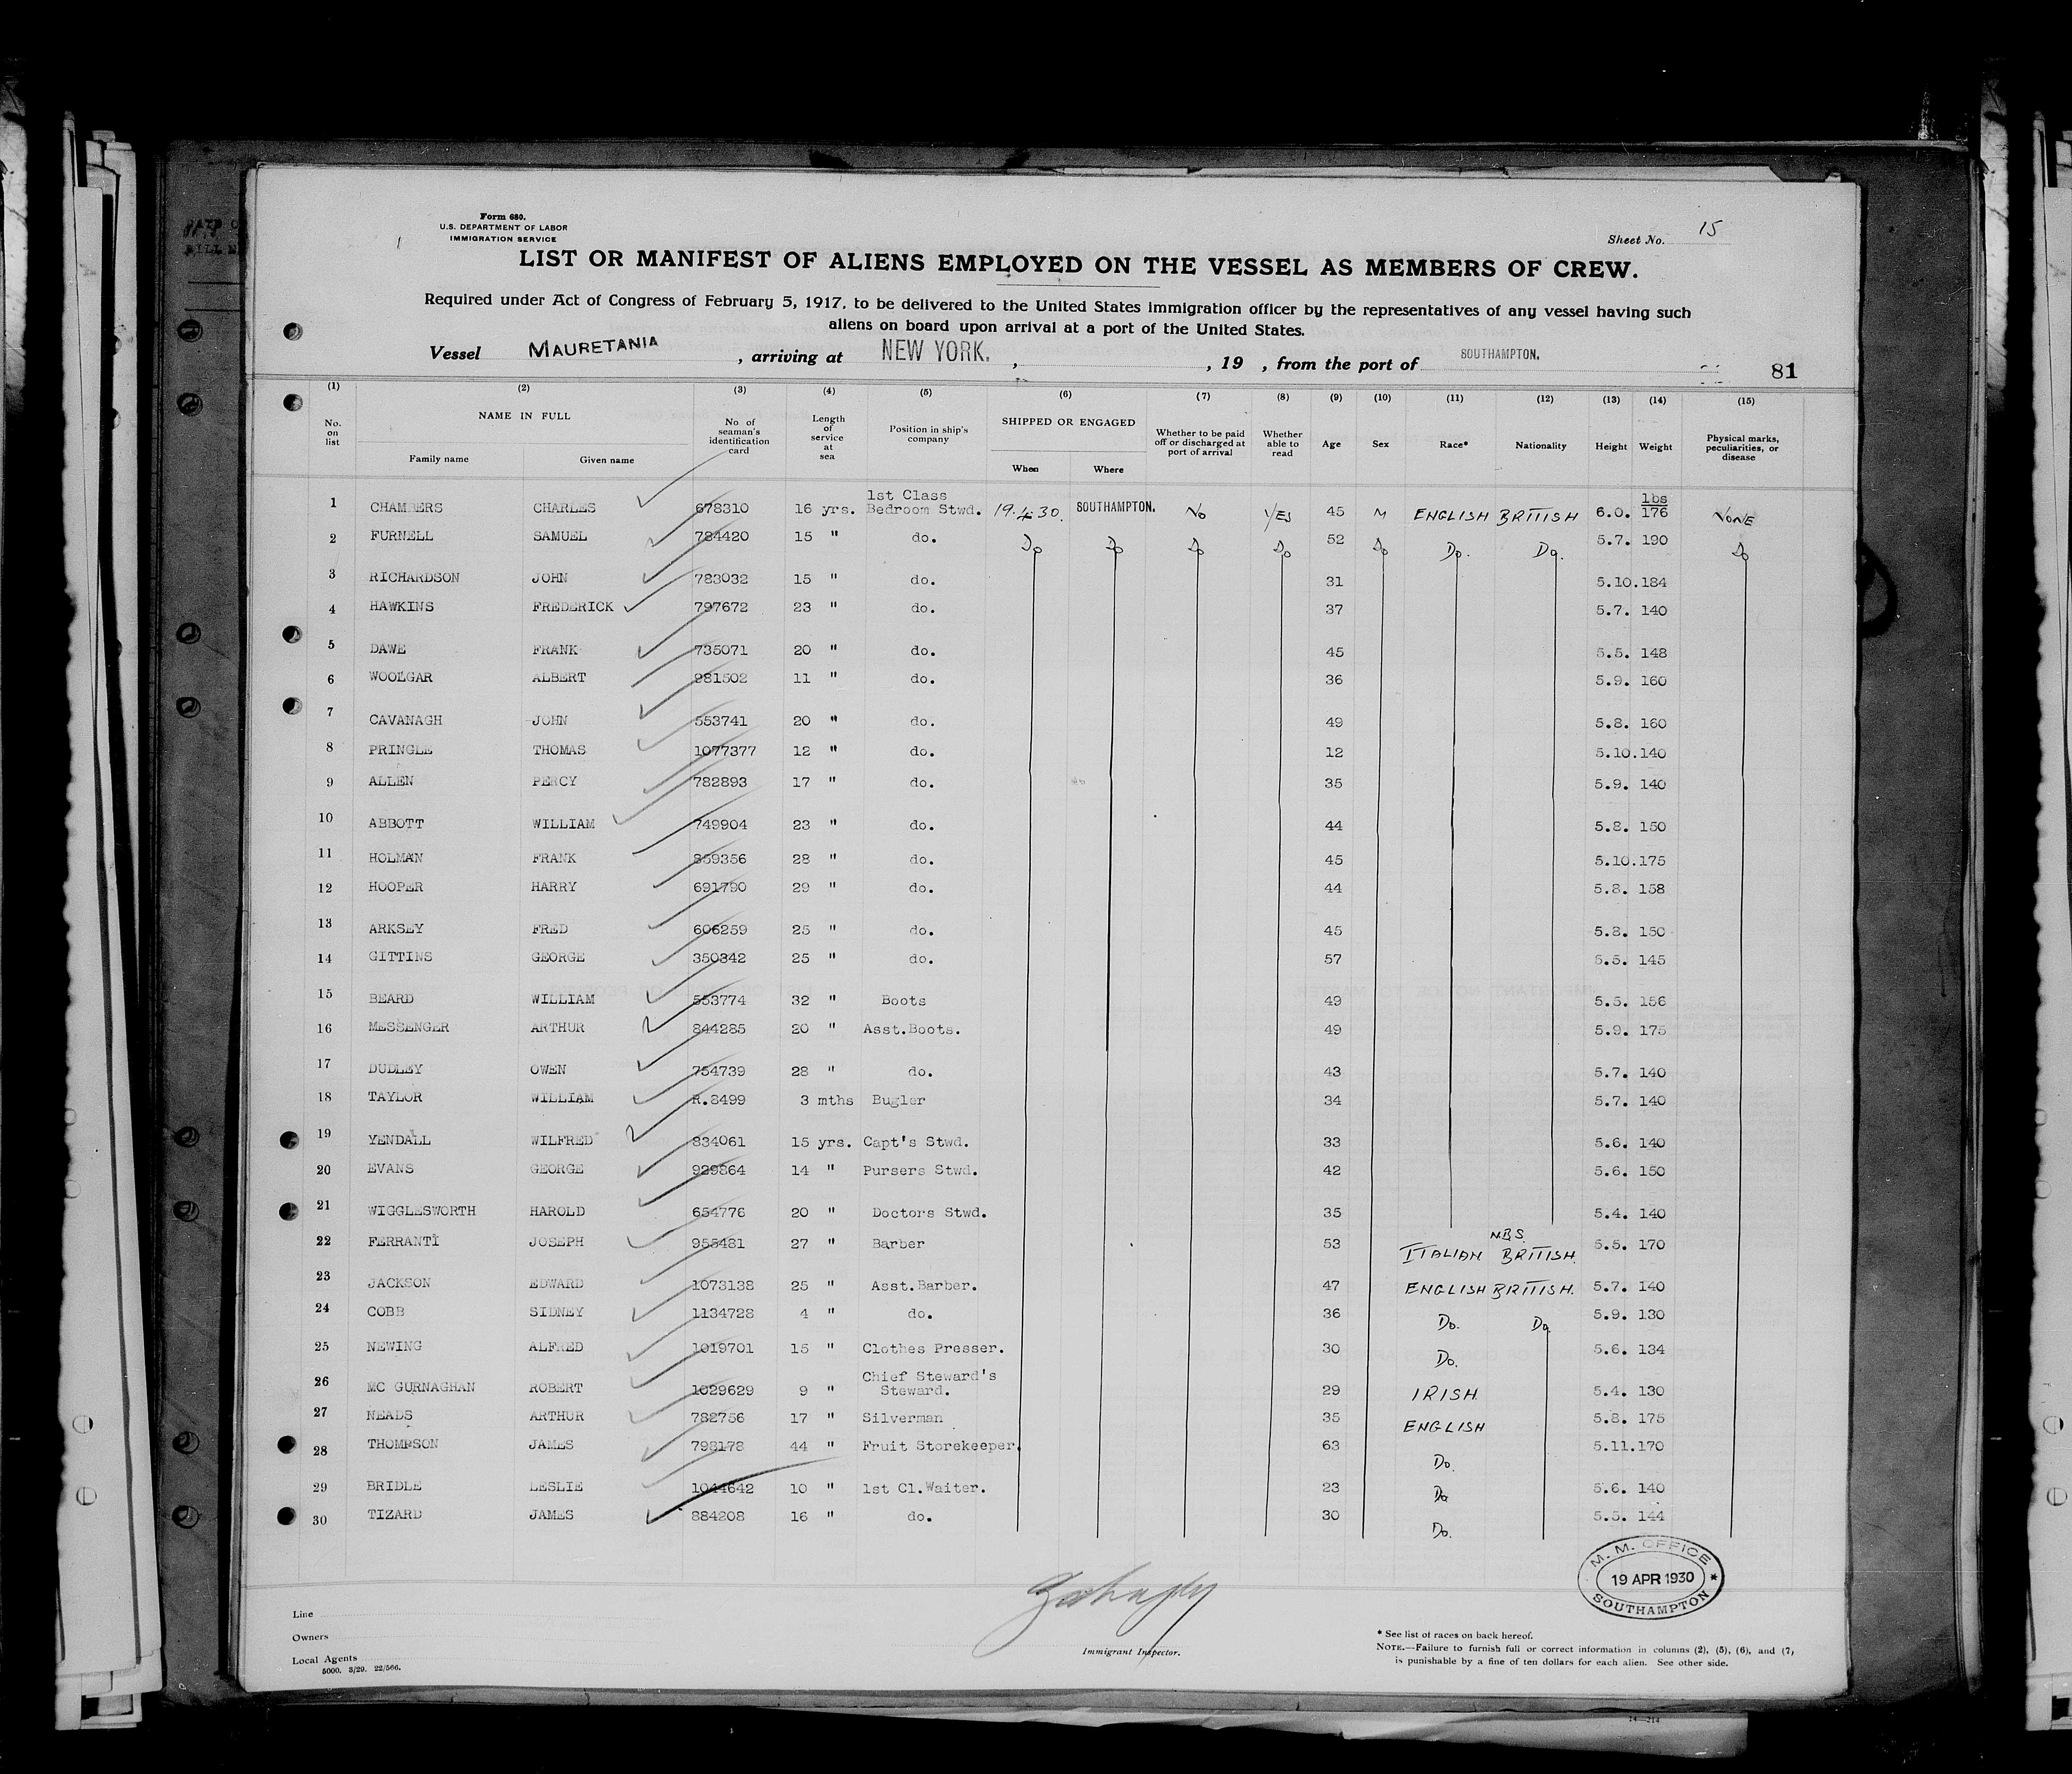 Form 680.
U.S. DEPARTMENT OF LABOR
IMMIGRATION SERVICE
Sheet No. 15
LIST OR MANIFEST OF ALIENS EMPLOYED ON THE VESSEL AS MEMBERS OF CREW.
Required under Act of Congress of February 5, 1917, to be delivered to the United States immigration officer by the representatives of any vessel having such
aliens on board upon arrival at a port of the United States.
Vessel MAURETANIA, arriving at NEW YORK., , 19 , from the port of SOUTHAMPTON.
81
(1) (2) (3) (4) (5) (6) (7) (8) (9) (10) (11) (12) (13) (14) (15)
No. on list NAME IN FULL Family name Given name No of seaman's identification card Length of service at sea Position in ship's company SHIPPED OR ENGAGED When Where Whether to be paid off or discharged at port of arrival Whether able to read Age Sex Race* Nationality Height Weight Physical marks, peculiarities, or disease
1 CHAMBERS CHARLES 678310 16 yrs. 1st Class Bedroom Stwd. 19.4.30. SOUTHAMPTON. No YES 45 M ENGLISH BRITISH 6.0. lbs 176 NONE
2 FURNELL SAMUEL 784420 15 " do. Do Do Do Do 52 Do Do. Do. 5.7. 190 Do
3 RICHARDSON JOHN 783032 15 " do. 31 5.10. 184
4 HAWKINS FREDERICK 797672 23 " do. 37 5.7. 140
5 DAWE FRANK 735071 20 " do. 45 5.5. 148
6 WOOLGAR ALBERT 981502 11 " do. 36 5.9. 160
7 CAVANAGH JOHN 553741 20 " do. 49 5.8. 160
8 PRINGLE THOMAS 1077377 12 " do. 12 5.10. 140
9 ALLEN PERCY 782893 17 " do. 35 5.9. 140
10 ABBOTT WILLIAM 749904 23 " do. 44 5.8. 150
11 HOLMAN FRANK 859356 28 " do. 45 5.10. 175
12 HOOPER HARRY 691790 29 " do. 44 5.8. 158
13 ARKSEY FRED 606259 25 " do. 45 5.8. 150
14 GITTINS GEORGE 350342 25 " do. 57 5.5. 145
15 BEARD WILLIAM 553774 32 " Boots 49 5.5. 156
16 MESSENGER ARTHUR 844285 20 " Asst.Boots. 49 5.9. 175
17 DUDLEY OWEN 754739 28 " do. 43 5.7. 140
18 TAYLOR WILLIAM R.8499 3 mths Bugler 34 5.7. 140
19 YENDALL WILFRED 834061 15 yrs. Capt's Stwd. 33 5.6. 140
20 EVANS GEORGE 929864 14 " Pursers Stwd. 42 5.6. 150
21 WIGGLESWORTH HAROLD 654776 20 " Doctors Stwd. 35 5.4. 140
22 FERRANTI JOSEPH 955481 27 " Barber 53 ITALIAN N.B.S. BRITISH. 5.5. 170
23 JACKSON EDWARD 1073138 25 " Asst.Barber. 47 ENGLISH BRITISH. 5.7. 140
24 COBB SIDNEY 1134728 4 " do. 36 Do. Do. 5.9. 130
25 NEWING ALFRED 1019701 15 " Clothes Presser. 30 Do. 5.6. 134
26 MC GURNAGHAN ROBERT 1029629 9 " Chief Steward's Steward. 29 IRISH. 5.4. 130
27 NEADS ARTHUR 782756 17 " Silverman 35 ENGLISH 5.8. 175
28 THOMPSON JAMES 798178 44 " Fruit Storekeeper. 63 Do. 5.11. 170
29 BRIDLE LESLIE 1044642 10 " 1st Cl.Waiter. 23 Do 5.6. 140
30 TIZARD JAMES 884208 16 " do. 30 Do. 5.5. 144
M. M. OFFICE
19 APR 1930
SOUTHAMPTON *
Line
Owners
Local Agents
5000. 3/29. 22/566.
Immigrant Inspector.
* See list of races on back hereof.
NOTE.—Failure to furnish full or correct information in columns (2), (5), (6), and (7)
is punishable by a fine of ten dollars for each alien. See other side.
14—214